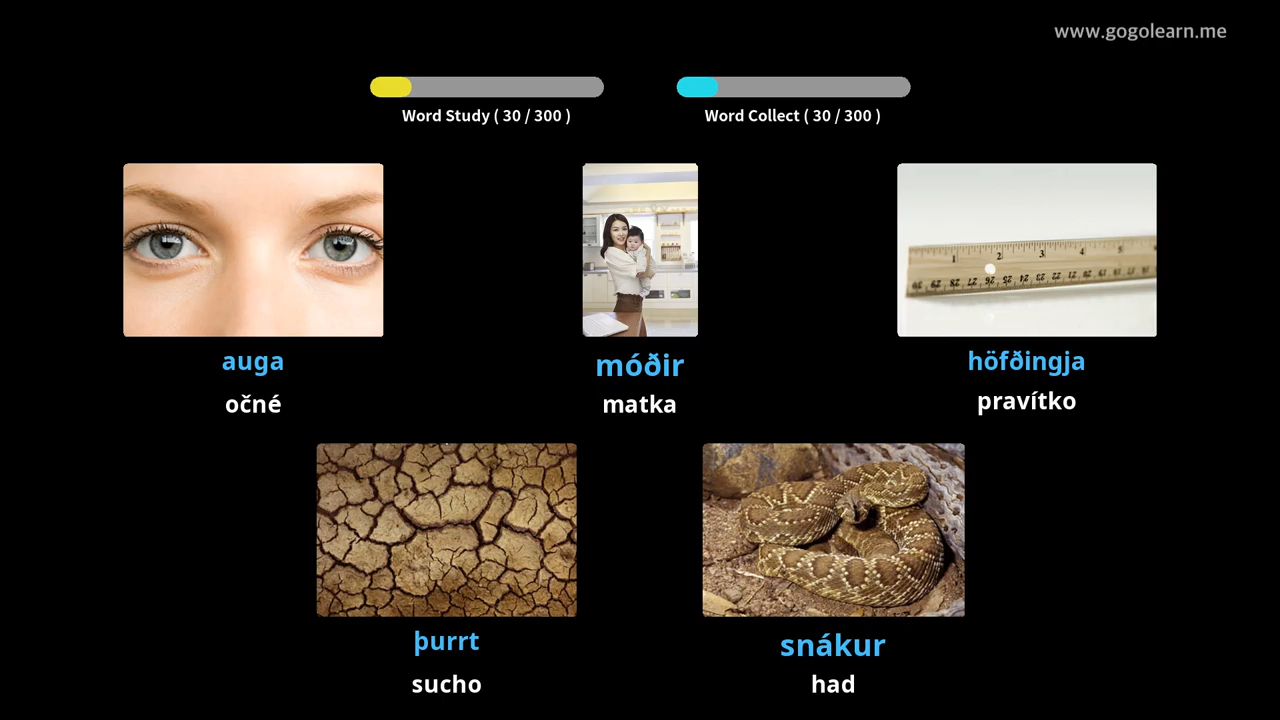 www.gogolearn.me
Word Study ( 30 / 300 )
Word Collect ( 30 / 300 )
auga
očné
móðir
matka
höfðingja
pravítko
þurrt
sucho
snákur
had